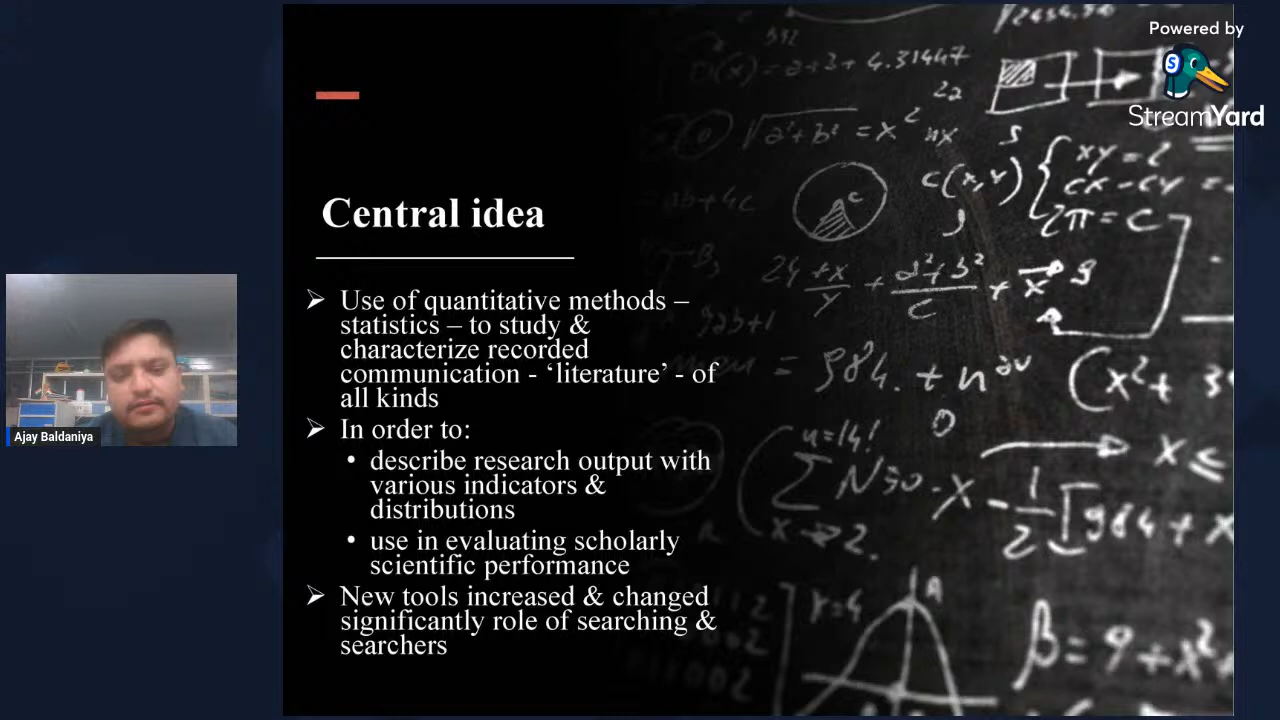 Powered by
StreamYard
Central idea
➢ Use of quantitative methods –
statistics – to study &
characterize recorded
communication - ‘literature’ - of
all kinds
➢ In order to:
• describe research output with
various indicators &
distributions
• use in evaluating scholarly
scientific performance
➢ New tools increased & changed
significantly role of searching &
searchers
Ajay Baldaniya